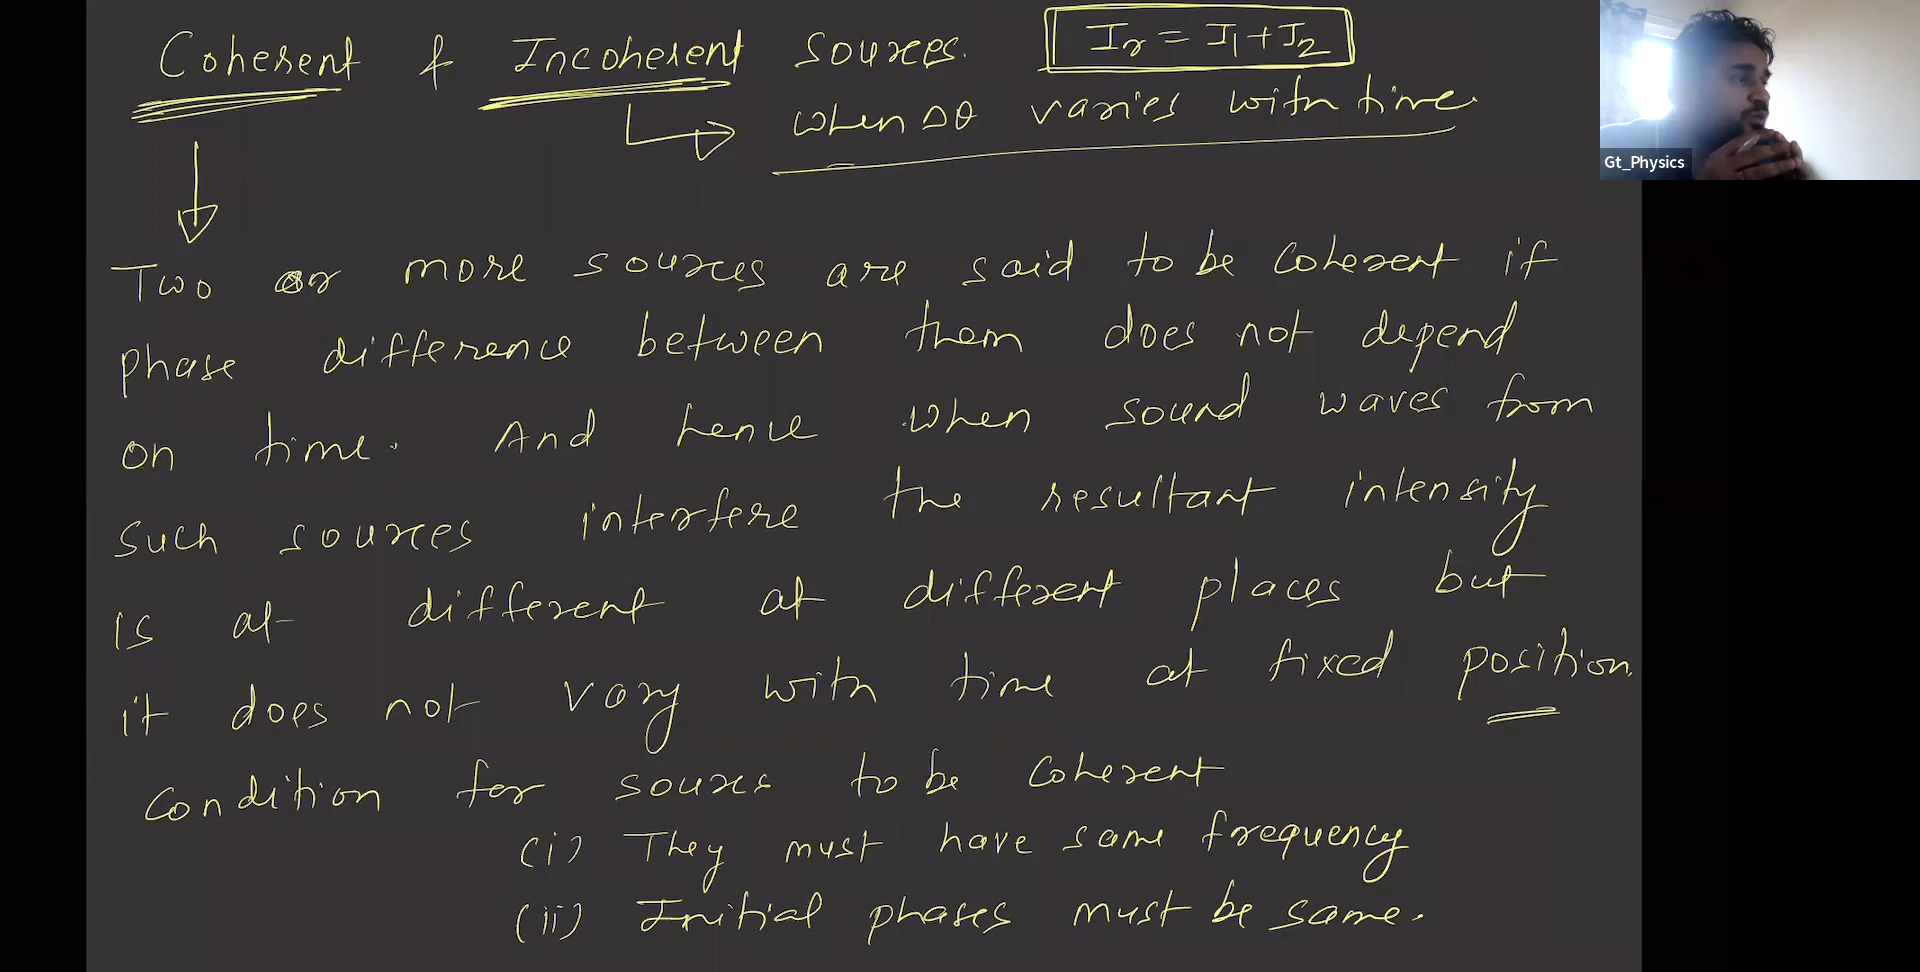 Coherent & Incoherent sources. Ir = I1 + I2
when Δθ varies with time.
Gt_Physics
Two or more sources are said to be coherent if
phase difference between them does not depend
on time. And hence when sound waves from
such sources interfere the resultant intensity
is at different at different places but
it does not vary with time at fixed position.
Condition for sources to be coherent
(i) They must have same frequency
(ii) Initial phases must be same.